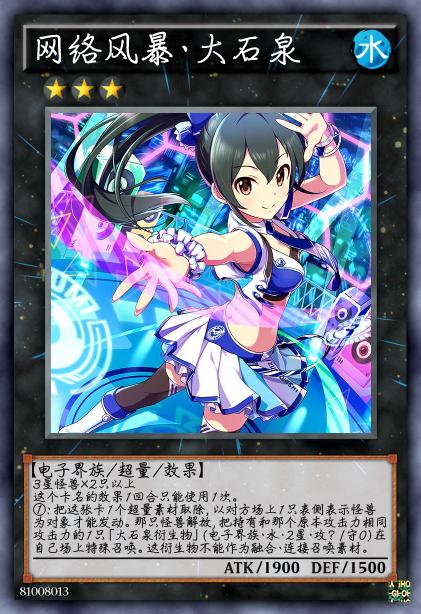 网络风暴·大石泉
水
【电子界族/超量/效果】
3星怪兽×2只以上
这个卡名的效果1回合只能使用1次。
①：把这张卡1个超量素材取除，以对方场上1只表侧表示怪兽
为对象才能发动。那只怪兽解放，把持有和那个原本攻击力相同
攻击力的1只「大石泉衍生物」(电子界族·水·2星·攻?/守0)在
自己场上特殊召唤。这衍生物不能作为融合·连接召唤素材。
ATK/1900 DEF/1500
81008013